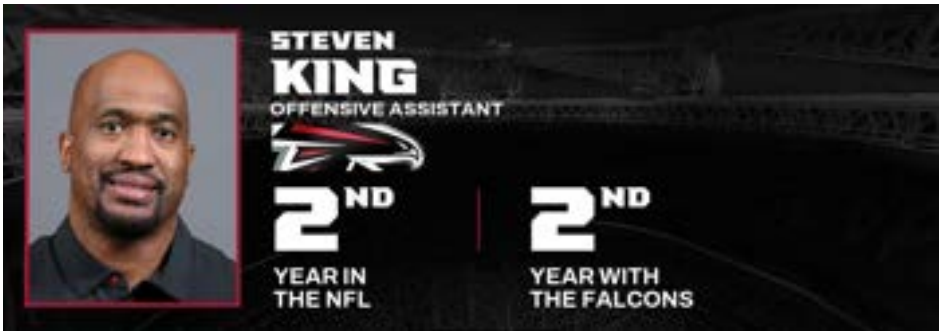 STEVEN
KING
OFFENSIVE ASSISTANT
2ND
YEAR IN
THE NFL
2ND
YEAR WITH
THE FALCONS